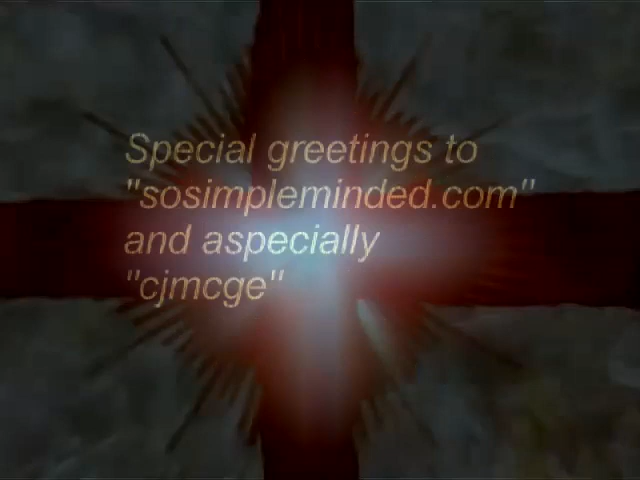 Special greetings to
"sosimpleminded.com"
and aspecially
"cjmcge"